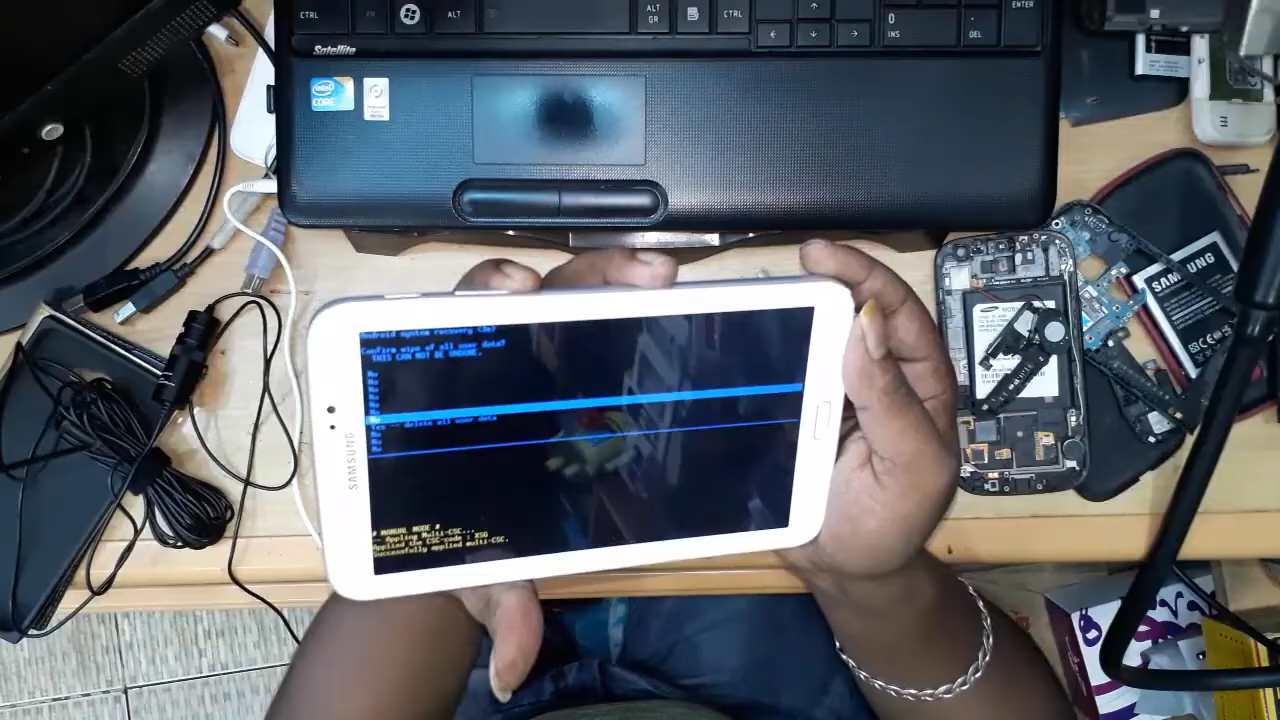 CTRL
ALT
ALT
GR
CTRL
0
INS
.
DEL
ENTER
Satellite
intel
CORE
SAMSUNG
Android system recovery <3e>
Confirm wipe of all user data?
THIS CAN NOT BE UNDONE.
No
No
No
No
No
No
No
Yes -- delete all user data
No
No
No
# MANUAL MODE #
-- Appling Multi-CSC...
Applied the CSC-code : XSG
Successfully applied multi-CSC.
SAMSUNG